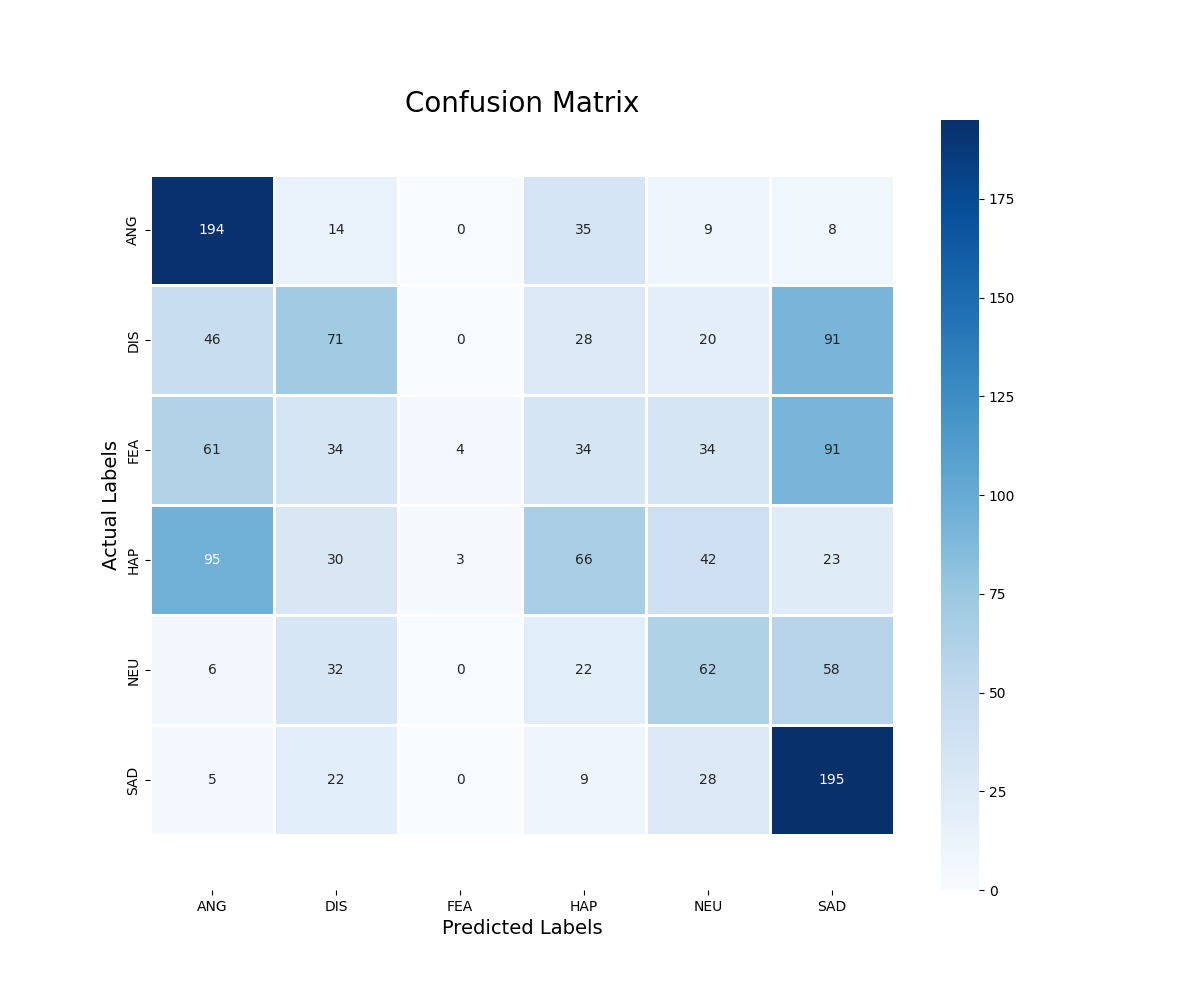 Confusion Matrix
ANG 194 14 0 35 9 8
DIS 46 71 0 28 20 91
FEA 61 34 4 34 34 91
HAP 95 30 3 66 42 23
NEU 6 32 0 22 62 58
SAD 5 22 0 9 28 195
Actual Labels
ANG DIS FEA HAP NEU SAD
Predicted Labels
175
150
125
100
75
50
25
0